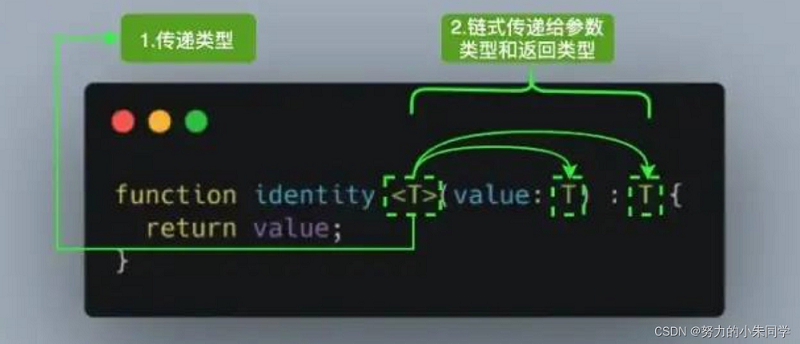 1.传递类型
2.链式传递给参数
类型和返回类型
function identity <T>(value: T) : T {
return value;
}
CSDN @努力的小朱同学